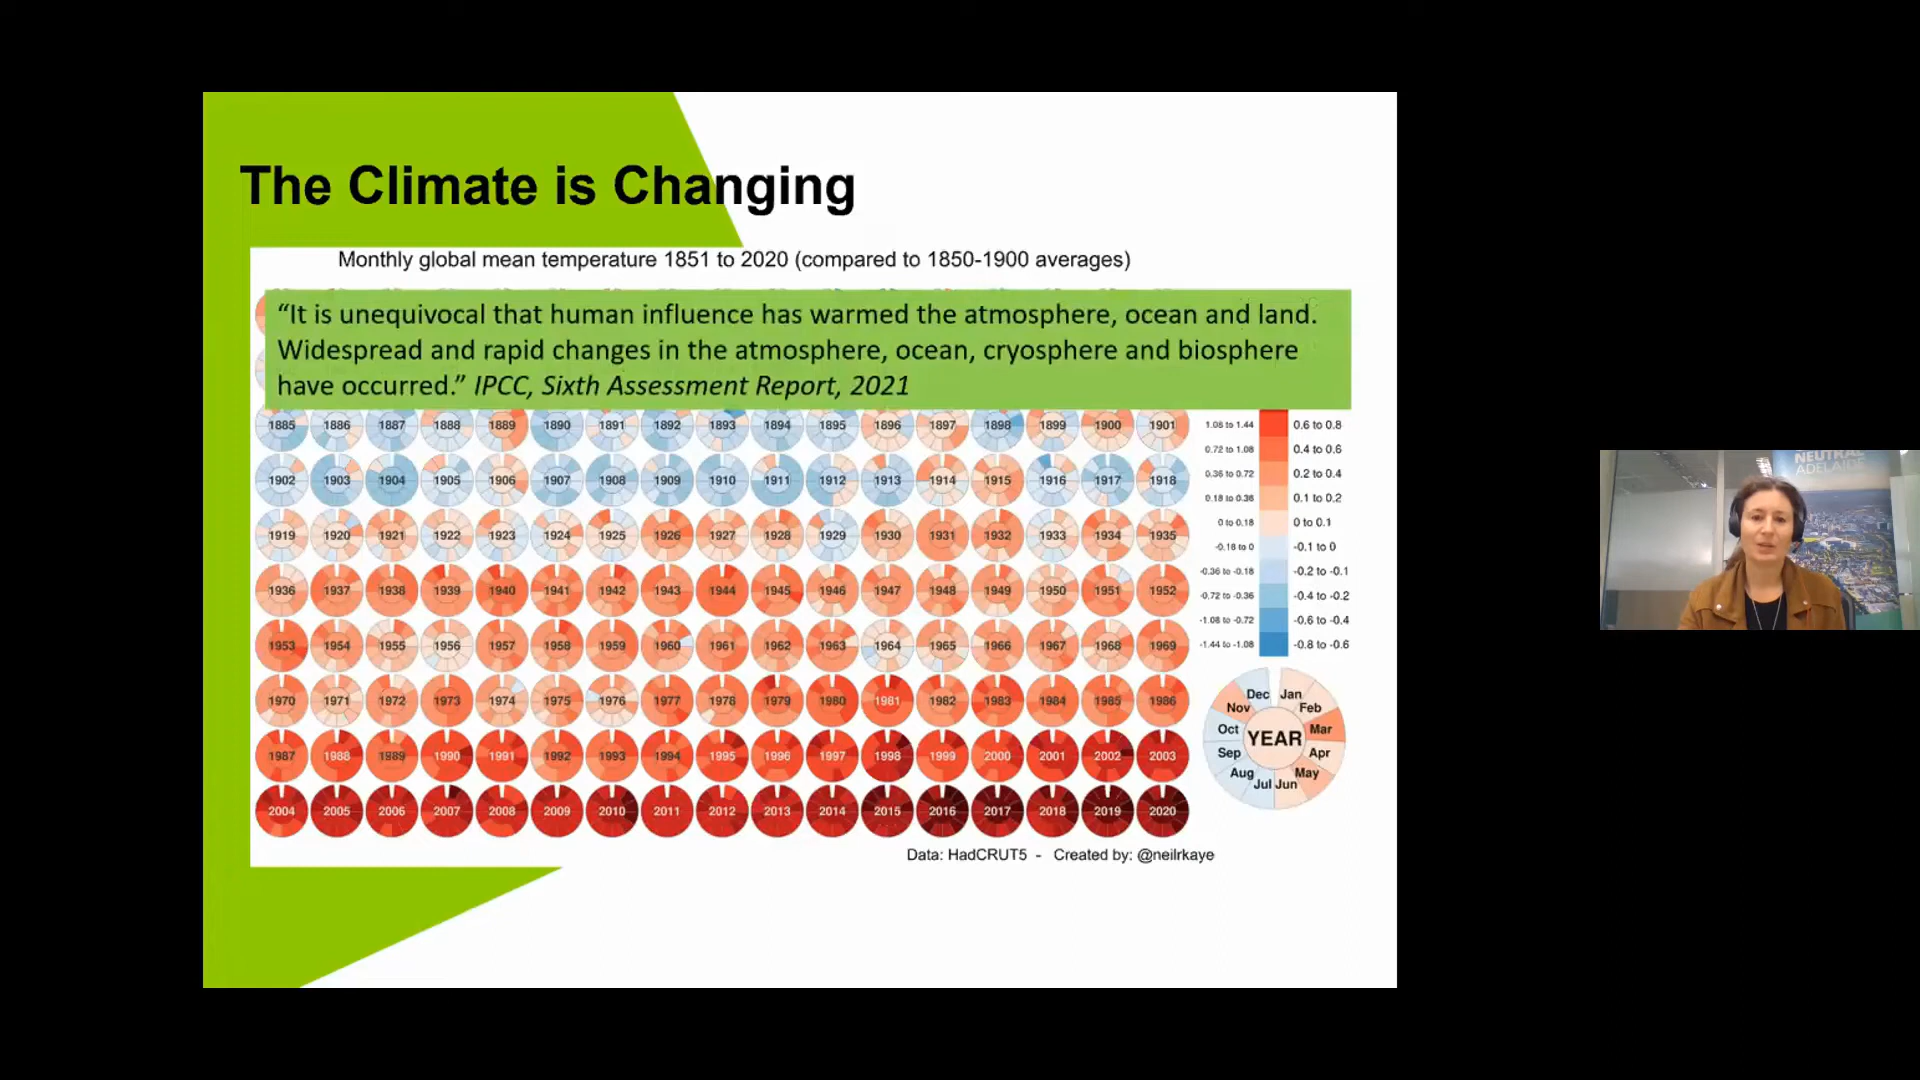 The Climate is Changing
Monthly global mean temperature 1851 to 2020 (compared to 1850-1900 averages)
“It is unequivocal that human influence has warmed the atmosphere, ocean and land.
Widespread and rapid changes in the atmosphere, ocean, cryosphere and biosphere
have occurred.” IPCC, Sixth Assessment Report, 2021
1885 1886 1887 1888 1889 1890 1891 1892 1893 1894 1895 1896 1897 1898 1899 1900 1901
1902 1903 1904 1905 1906 1907 1908 1909 1910 1911 1912 1913 1914 1915 1916 1917 1918
1919 1920 1921 1922 1923 1924 1925 1926 1927 1928 1929 1930 1931 1932 1933 1934 1935
1936 1937 1938 1939 1940 1941 1942 1943 1944 1945 1946 1947 1948 1949 1950 1951 1952
1953 1954 1955 1956 1957 1958 1959 1960 1961 1962 1963 1964 1965 1966 1967 1968 1969
1970 1971 1972 1973 1974 1975 1976 1977 1978 1979 1980 1981 1982 1983 1984 1985 1986
1987 1988 1989 1990 1991 1992 1993 1994 1995 1996 1997 1998 1999 2000 2001 2002 2003
2004 2005 2006 2007 2008 2009 2010 2011 2012 2013 2014 2015 2016 2017 2018 2019 2020
1.08 to 1.44 0.6 to 0.8
0.72 to 1.08 0.4 to 0.6
0.36 to 0.72 0.2 to 0.4
0.18 to 0.36 0.1 to 0.2
0 to 0.18 0 to 0.1
-0.18 to 0 -0.1 to 0
-0.36 to -0.18 -0.2 to -0.1
-0.72 to -0.36 -0.4 to -0.2
-1.08 to -0.72 -0.6 to -0.4
-1.44 to -1.08 -0.8 to -0.6
Dec Jan
Nov Feb
Oct YEAR Mar
Sep Apr
Aug May
Jul Jun
Data: HadCRUT5 - Created by: @neilrkaye
NEUTRAL
ADELAIDE